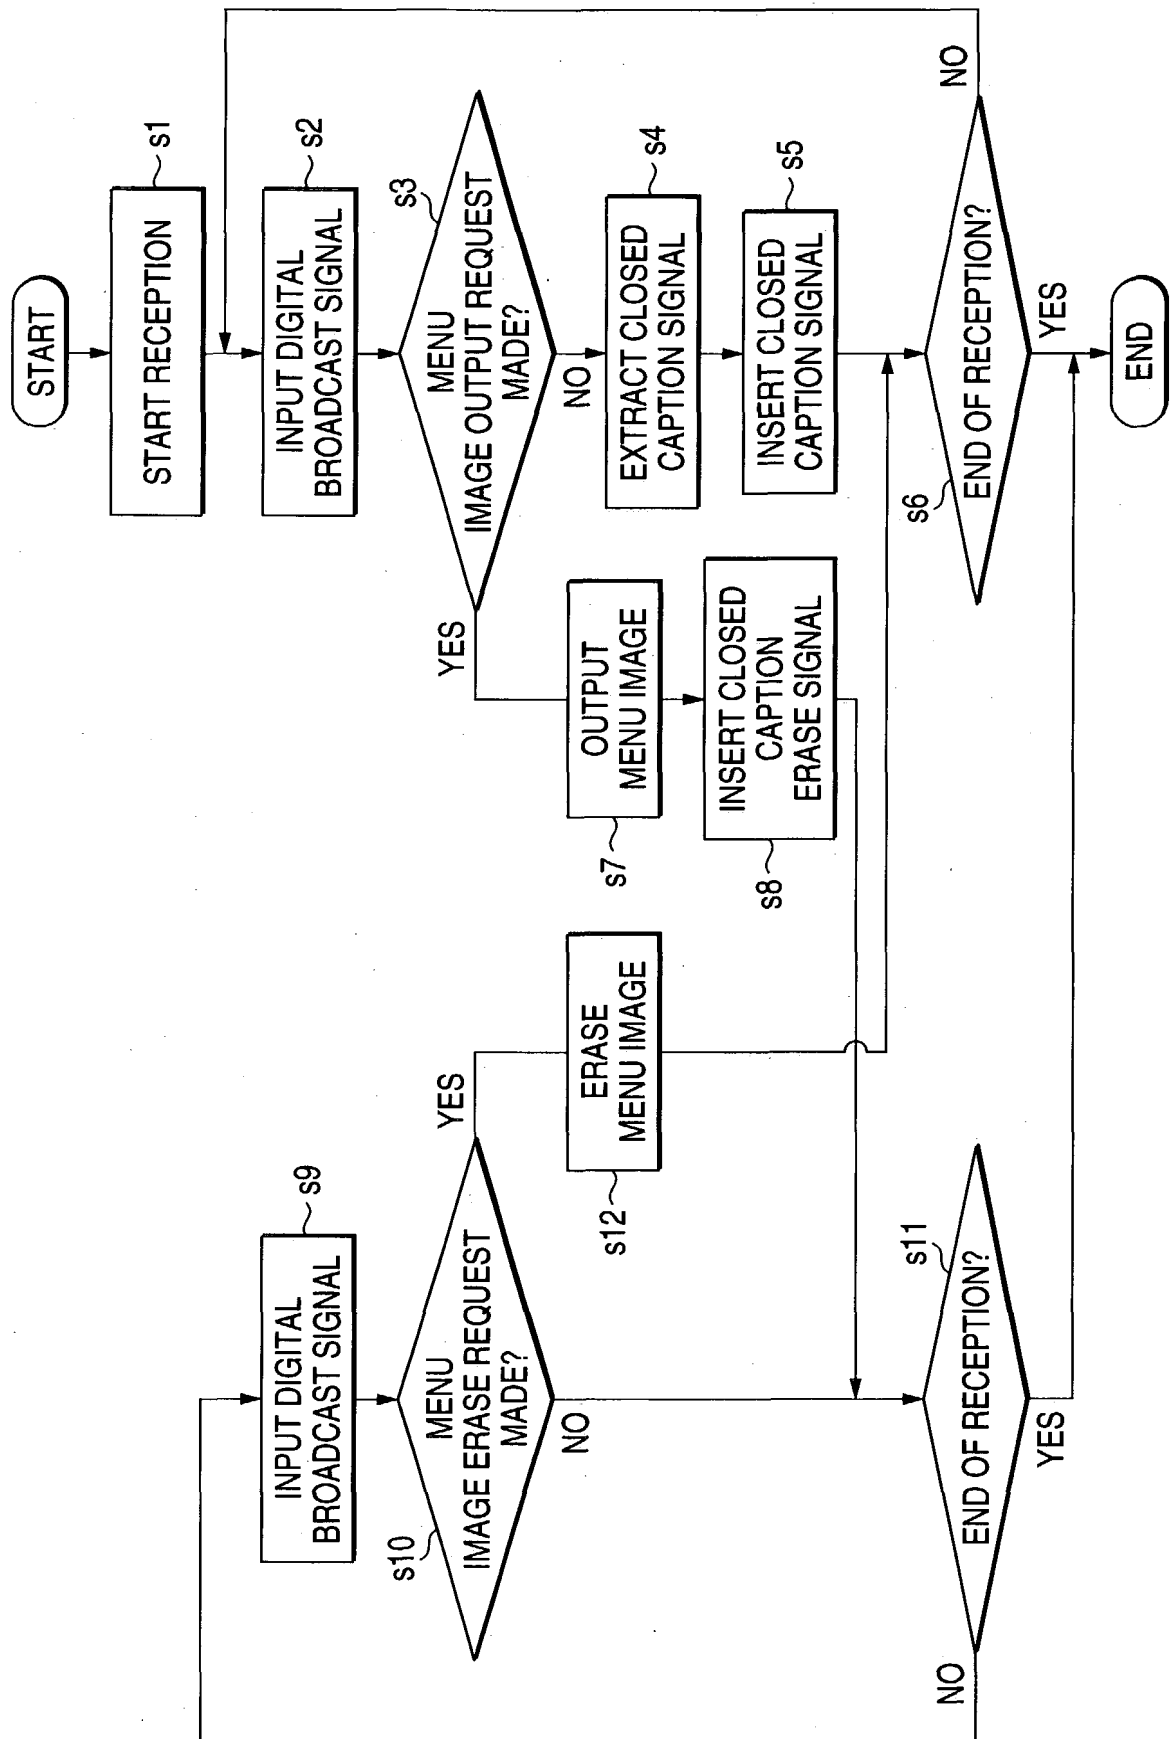 START
START RECEPTION
s1
INPUT DIGITAL
BROADCAST SIGNAL
s2
MENU
IMAGE OUTPUT REQUEST
MADE?
s3
NO
YES
EXTRACT CLOSED
CAPTION SIGNAL
s4
INSERT CLOSED
CAPTION SIGNAL
s5
END OF RECEPTION?
s6
NO
YES
END
OUTPUT
MENU IMAGE
s7
INSERT CLOSED
CAPTION
ERASE SIGNAL
s8
INPUT DIGITAL
BROADCAST SIGNAL
s9
MENU
IMAGE ERASE REQUEST
MADE?
s10
YES
NO
ERASE
MENU IMAGE
s12
END OF RECEPTION?
s11
YES
NO